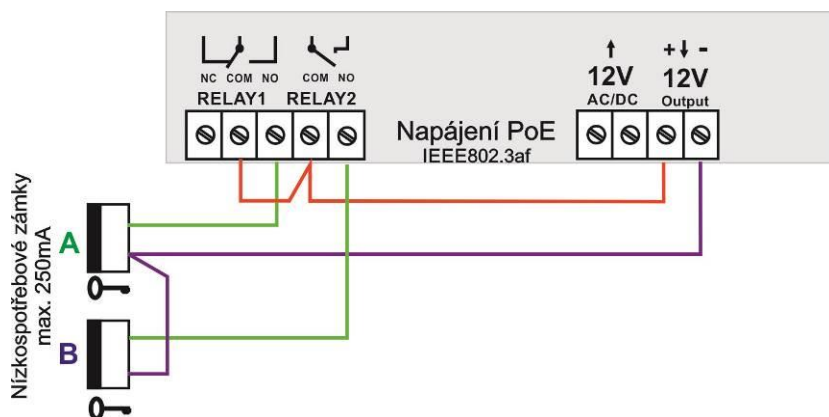 NC COM NO
COM NO
RELAY1
RELAY2
12V
AC/DC
+ -
12V
Output
Napájení PoE
IEEE802.3af
Nízkospotřebové zámky
max. 250mA
A
B